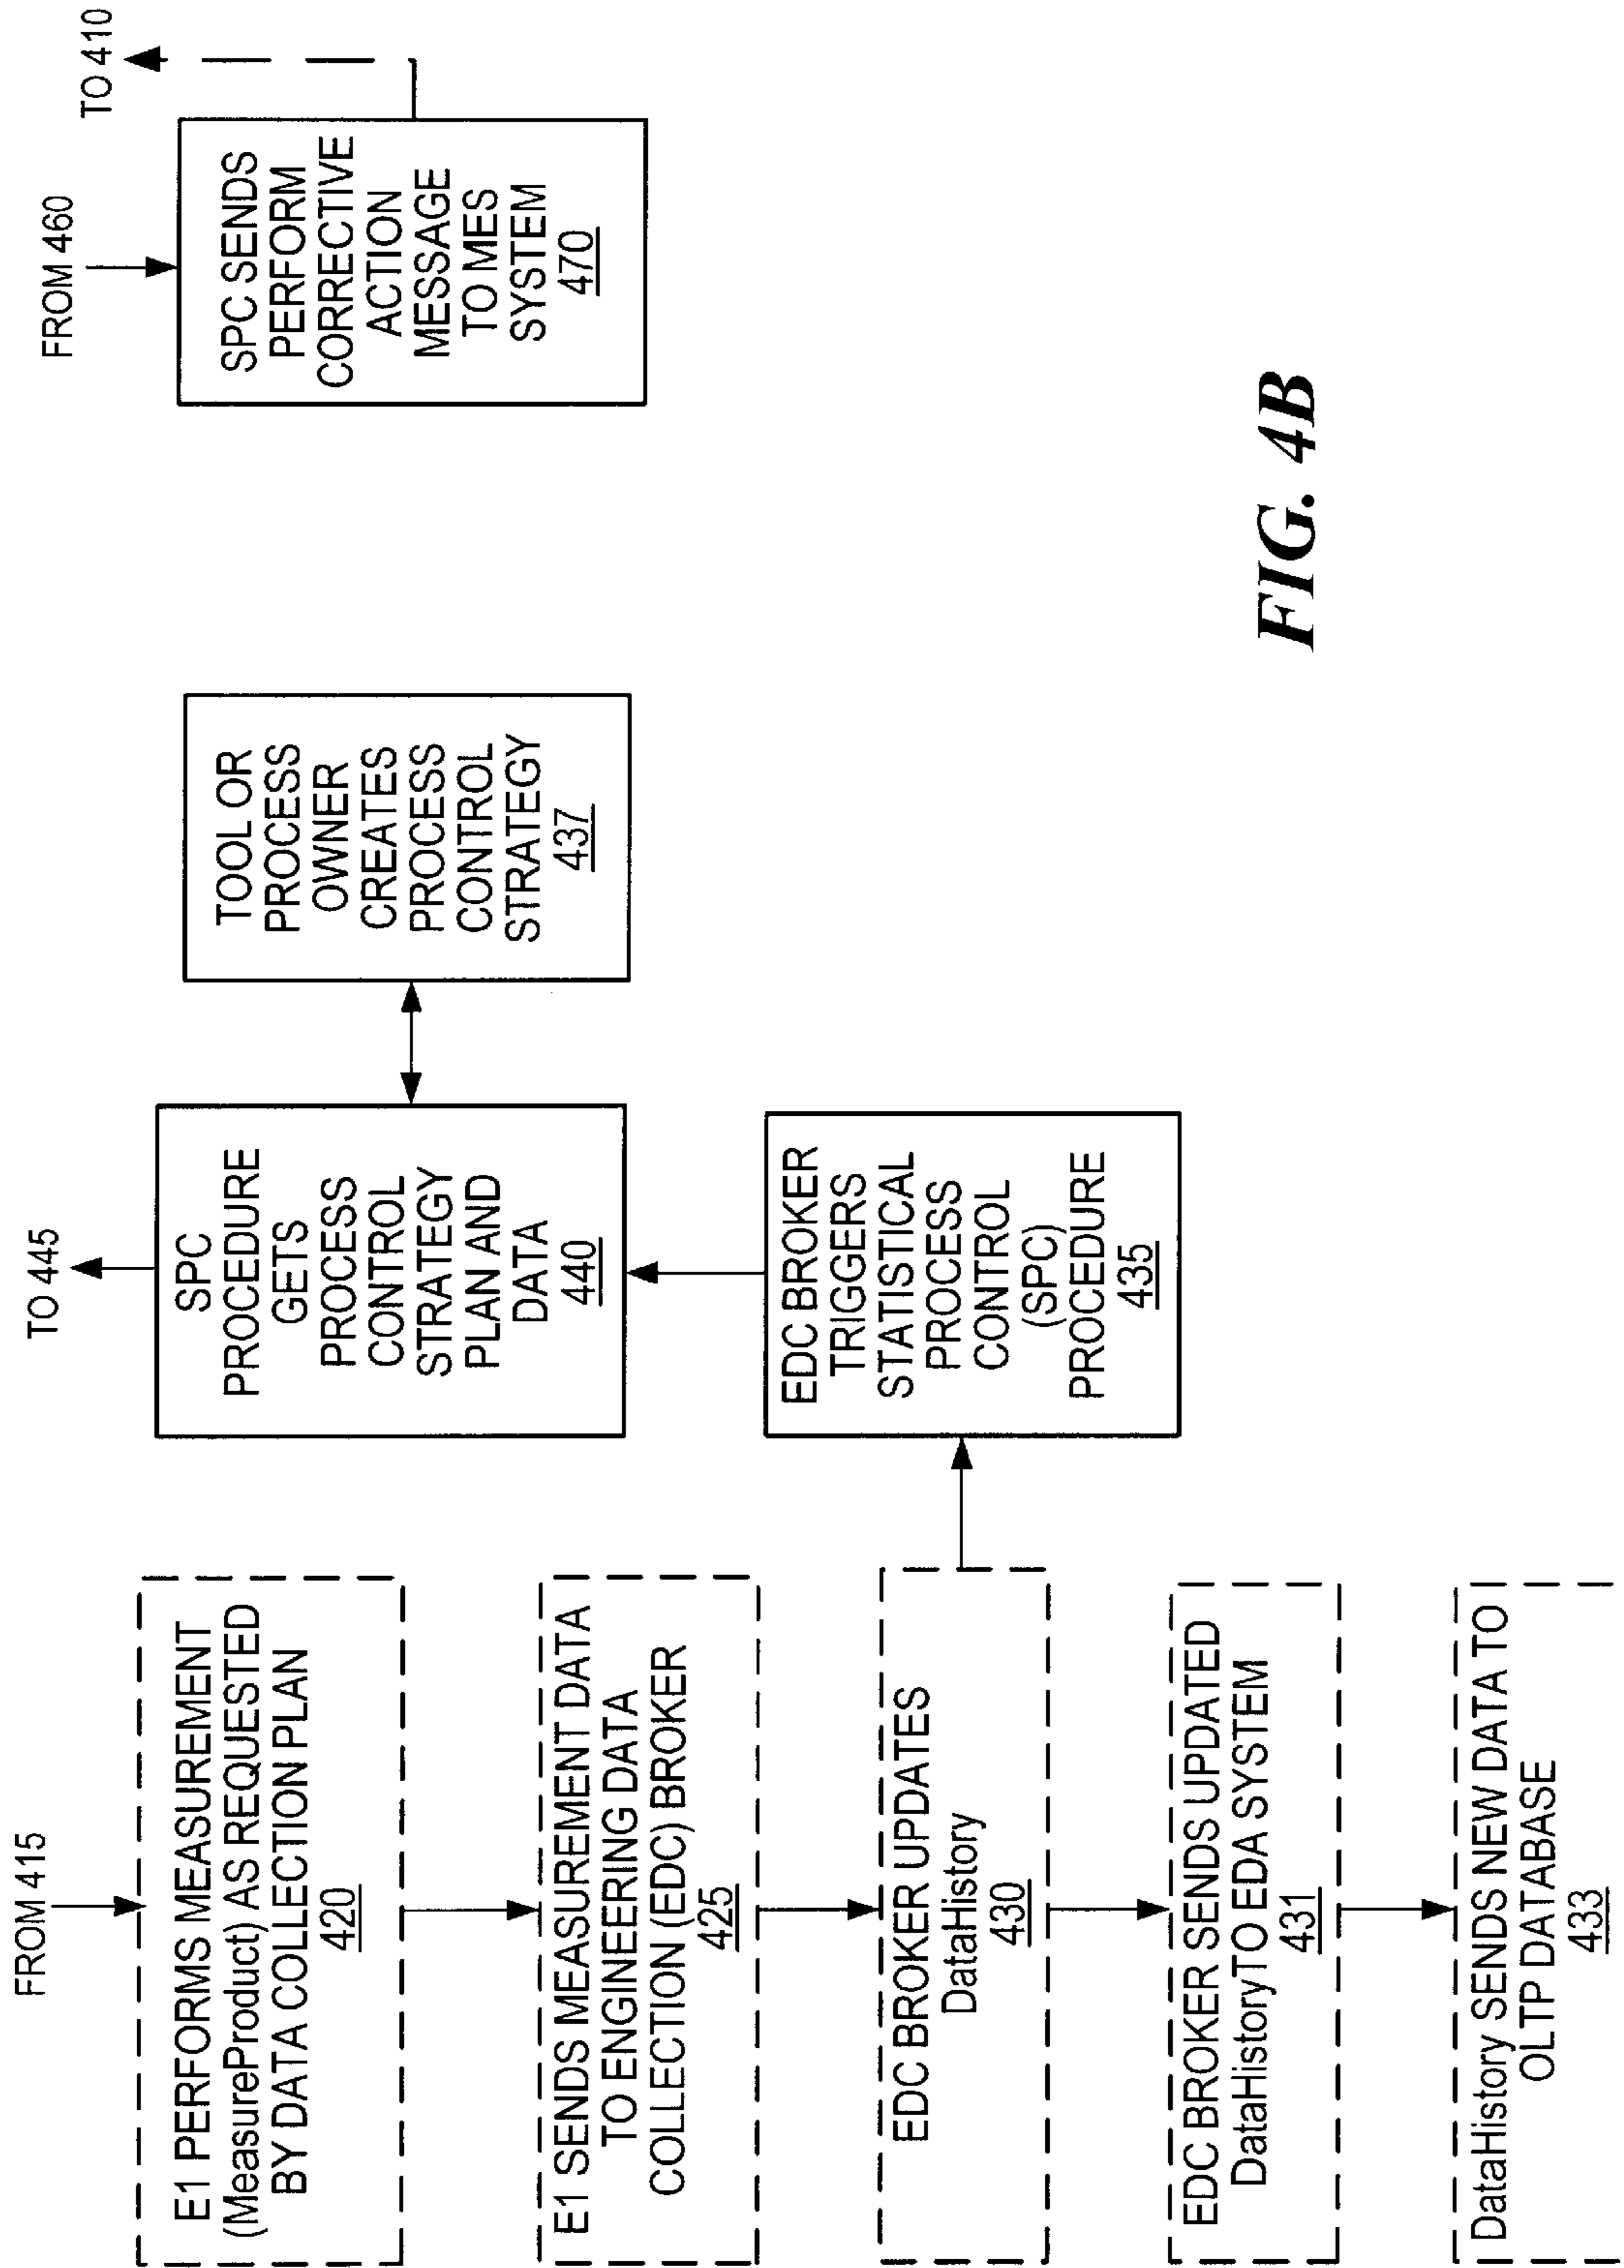 FROM 415
E1 PERFORMS MEASUREMENT
(MeasureProduct) AS REQUESTED
BY DATA COLLECTION PLAN
420
E1 SENDS MEASUREMENT DATA
TO ENGINEERING DATA
COLLECTION (EDC) BROKER
425
EDC BROKER UPDATES
DataHistory
430
EDC BROKER SENDS UPDATED
DataHistoryTO EDA SYSTEM
431
DataHistory SENDS NEW DATA TO
OLTP DATABASE
433
TO 445
SPC
PROCEDURE
GETS
PROCESS
CONTROL
STRATEGY
PLAN AND
DATA
440
EDC BROKER
TRIGGERS
STATISTICAL
PROCESS
CONTROL
(SPC)
PROCEDURE
435
TOOL OR
PROCESS
OWNER
CREATES
PROCESS
CONTROL
STRATEGY
437
FROM 460
TO 410
SPC SENDS
PERFORM
CORRECTIVE
ACTION
MESSAGE
TO MES
SYSTEM
470
FIG. 4B